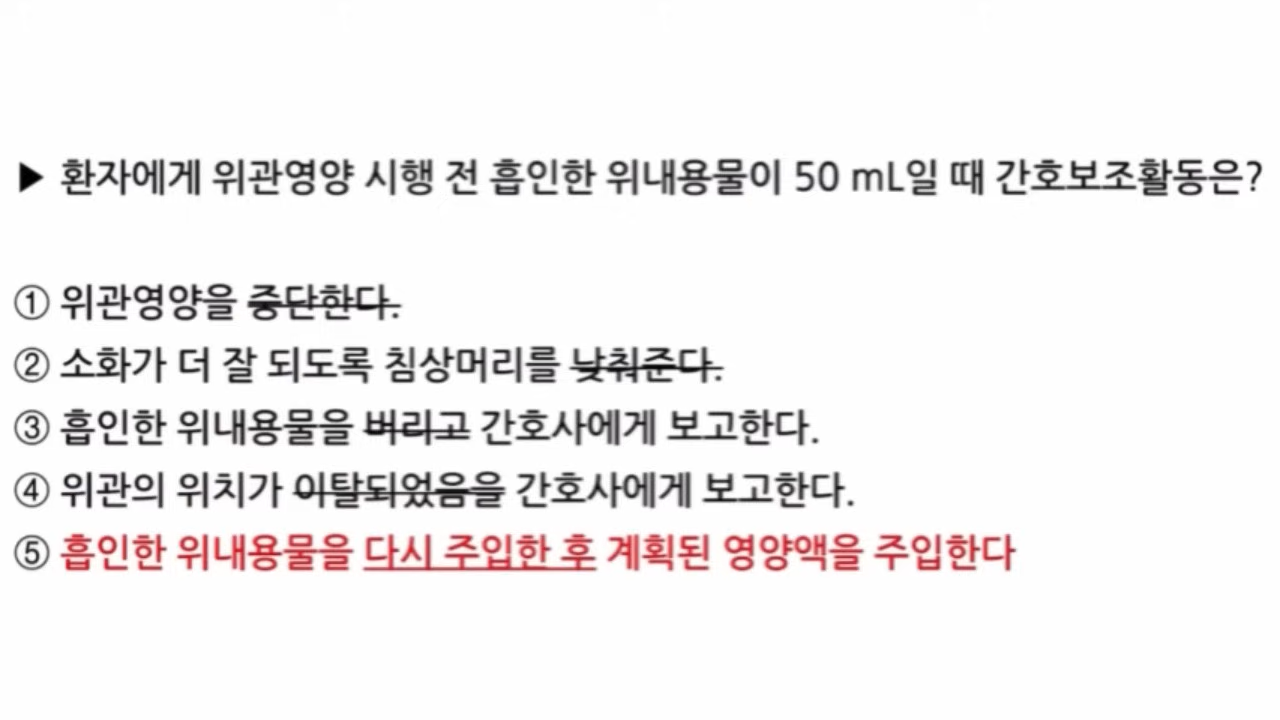 ▶ 환자에게 위관영양 시행 전 흡인한 위내용물이 50 mL일 때 간호보조활동은?
① 위관영양을 중단한다.
② 소화가 더 잘 되도록 침상머리를 낮춰준다.
③ 흡인한 위내용물을 버리고 간호사에게 보고한다.
④ 위관의 위치가 이탈되었음을 간호사에게 보고한다.
⑤ 흡인한 위내용물을 다시 주입한 후 계획된 영양액을 주입한다